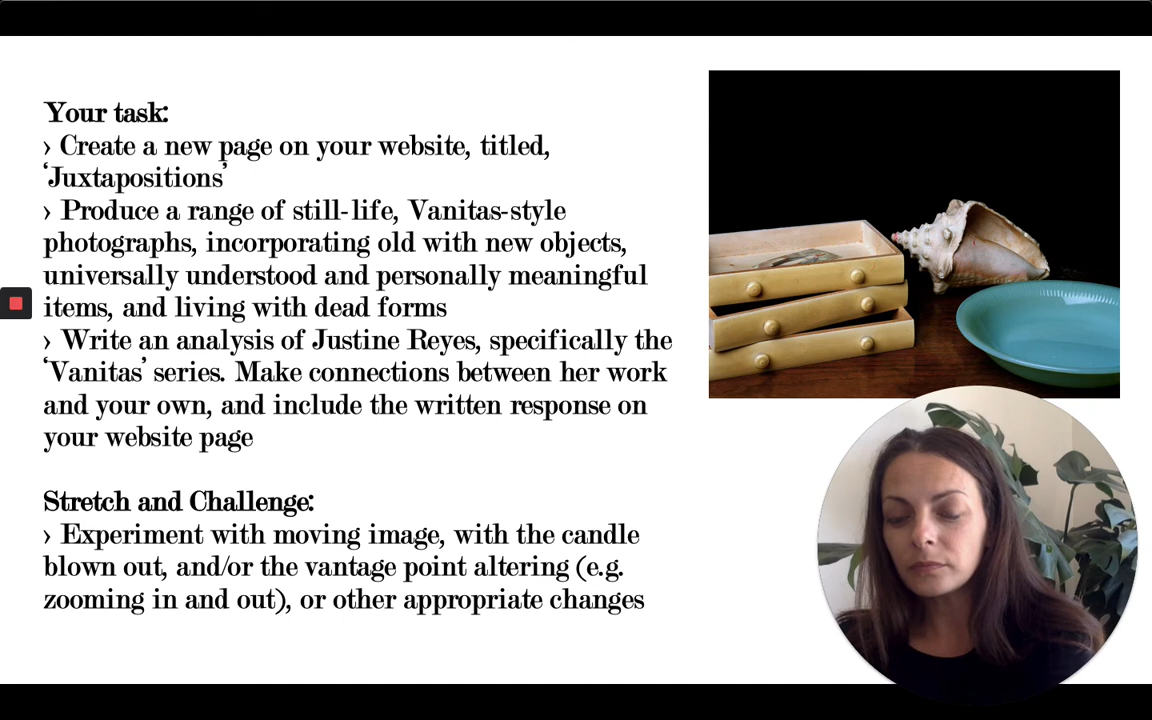 Your task:
› Create a new page on your website, titled,
‘Juxtapositions’
› Produce a range of still-life, Vanitas-style
photographs, incorporating old with new objects,
universally understood and personally meaningful
items, and living with dead forms
› Write an analysis of Justine Reyes, specifically the
‘Vanitas’ series. Make connections between her work
and your own, and include the written response on
your website page
Stretch and Challenge:
› Experiment with moving image, with the candle
blown out, and/or the vantage point altering (e.g.
zooming in and out), or other appropriate changes